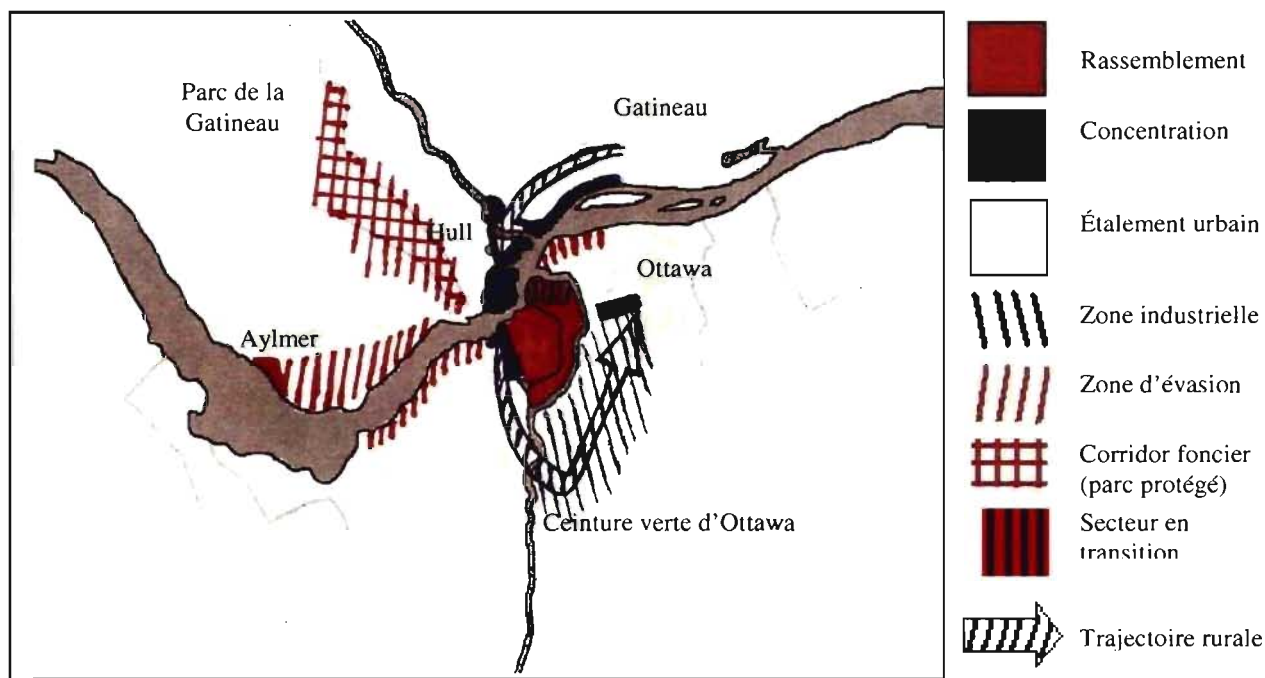 Parc de la
Gatineau
Gatineau
Hull
Ottawa
Aylmer
Ceinture verte d'Ottawa
Rassemblement
Concentration
Étalement urbain
Zone industrielle
Zone d'évasion
Corridor foncier
(parc protégé)
Secteur en
transition
Trajectoire rurale